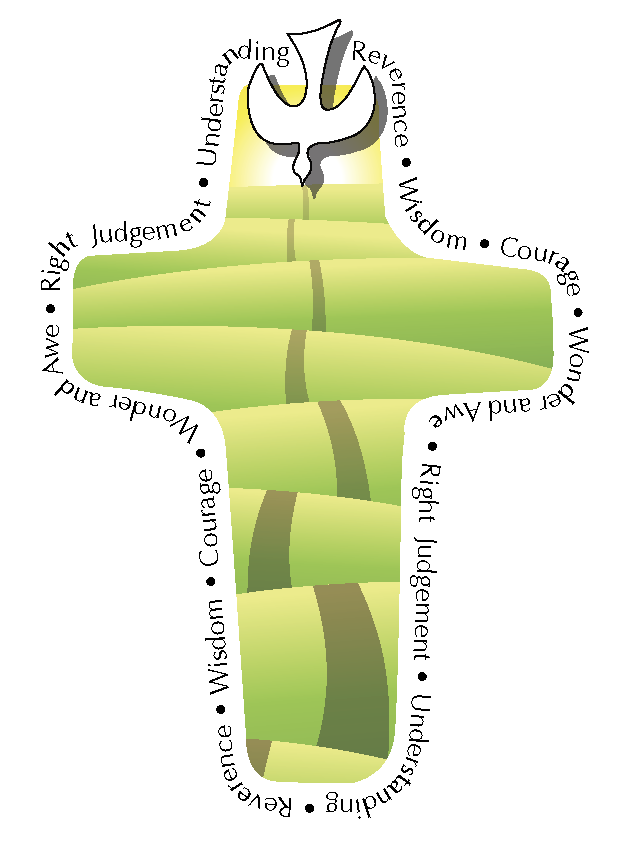 Reverence • Wisdom • Courage • Wonder and Awe • Right Judgement • Understanding • Reverence • Wisdom • Courage • Wonder and Awe • Right Judgement • Understanding